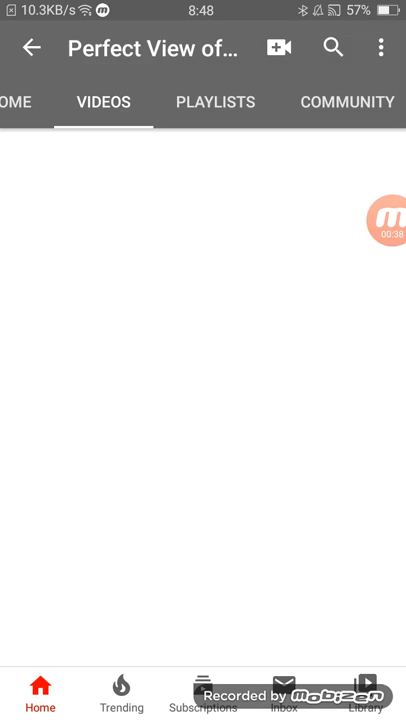 10.3KB/s 8:48 57%
Perfect View of...
OME VIDEOS PLAYLISTS COMMUNITY
m
00:38
Home Trending Subscriptions Inbox Library
Recorded by mobizen